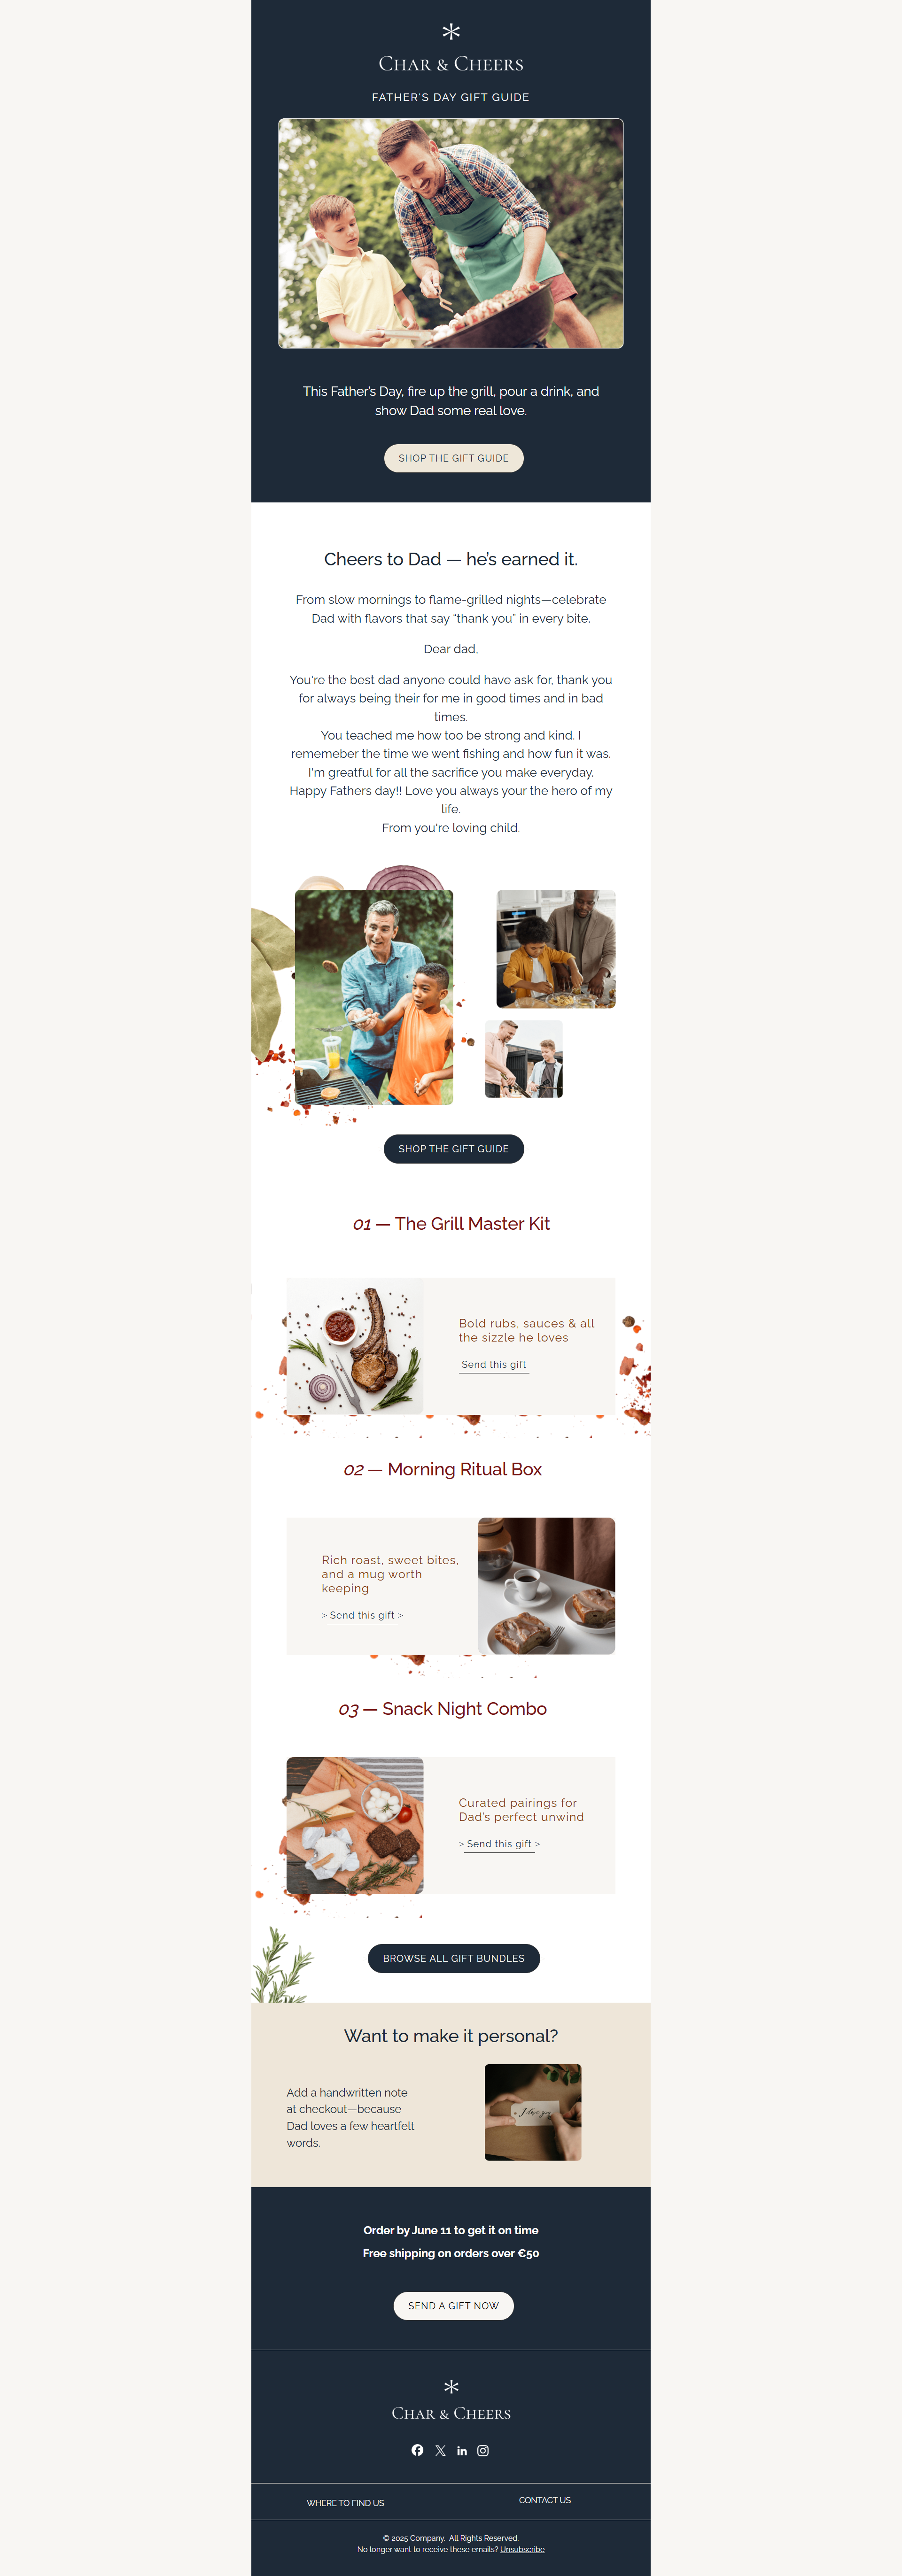 CHAR & CHEERS
FATHER'S DAY GIFT GUIDE
This Father's Day, fire up the grill, pour a drink, and
show Dad some real love.
SHOP THE GIFT GUIDE
Cheers to Dad — he's earned it.
From slow mornings to flame-grilled nights—celebrate
Dad with flavors that say “thank you” in every bite.
Dear dad,
You're the best dad anyone could have ask for, thank you
for always being their for me in good times and in bad
times.
You teached me how too be strong and kind. I
rememeber the time we went fishing and how fun it was.
I'm greatful for all the sacrifice you make everyday.
Happy Fathers day!! Love you always your the hero of my
life.
From you're loving child.
SHOP THE GIFT GUIDE
01 — The Grill Master Kit
Bold rubs, sauces & all
the sizzle he loves
Send this gift
02 — Morning Ritual Box
Rich roast, sweet bites,
and a mug worth
keeping
> Send this gift >
03 — Snack Night Combo
Curated pairings for
Dad's perfect unwind
> Send this gift >
BROWSE ALL GIFT BUNDLES
Want to make it personal?
Add a handwritten note
at checkout—because
Dad loves a few heartfelt
words.
I love you
Order by June 11 to get it on time
Free shipping on orders over €50
SEND A GIFT NOW
CHAR & CHEERS
WHERE TO FIND US
CONTACT US
© 2025 Company. All Rights Reserved.
No longer want to receive these emails? Unsubscribe